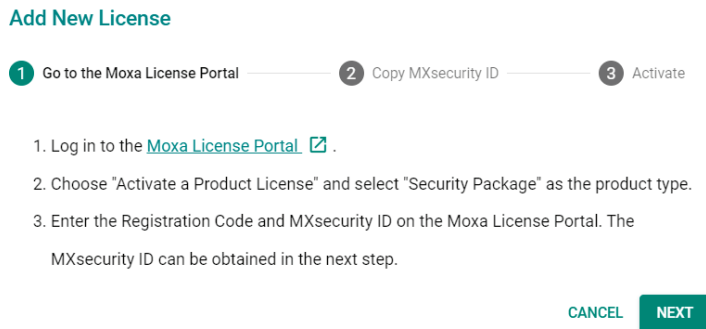 Add New License
1 Go to the Moxa License Portal 2 Copy MXsecurity ID 3 Activate
1. Log in to the Moxa License Portal .
2. Choose "Activate a Product License" and select "Security Package" as the product type.
3. Enter the Registration Code and MXsecurity ID on the Moxa License Portal. The
MXsecurity ID can be obtained in the next step.
CANCEL NEXT